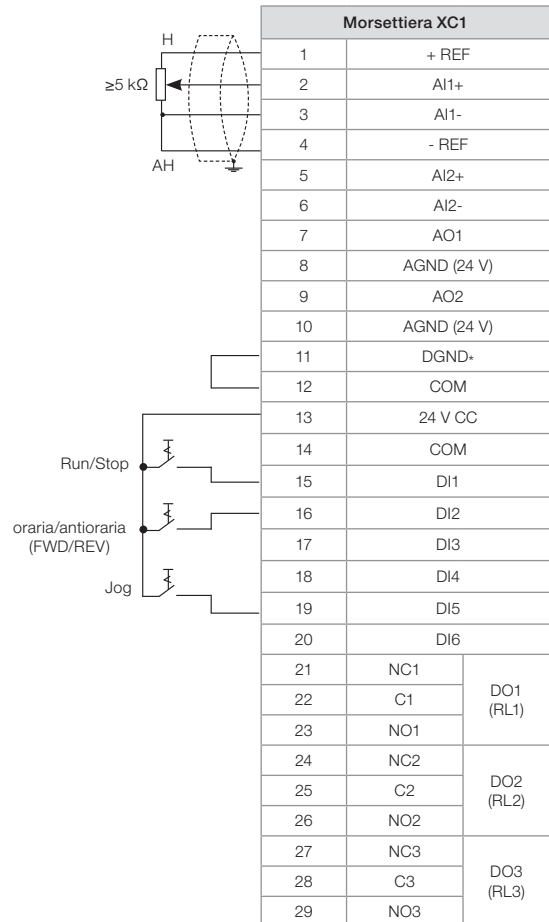 Morsettiera XC1
H
1 + REF
≥5 kΩ
2 AI1+
3 AI1-
4 - REF
AH
5 AI2+
6 AI2-
7 AO1
8 AGND (24 V)
9 AO2
10 AGND (24 V)
11 DGND*
12 COM
13 24 V CC
14 COM
Run/Stop
15 DI1
16 DI2
oraria/antioraria
(FWD/REV)
17 DI3
18 DI4
Jog
19 DI5
20 DI6
21 NC1
22 C1
23 NO1
DO1
(RL1)
24 NC2
25 C2
26 NO2
DO2
(RL2)
27 NC3
28 C3
29 NO3
DO3
(RL3)